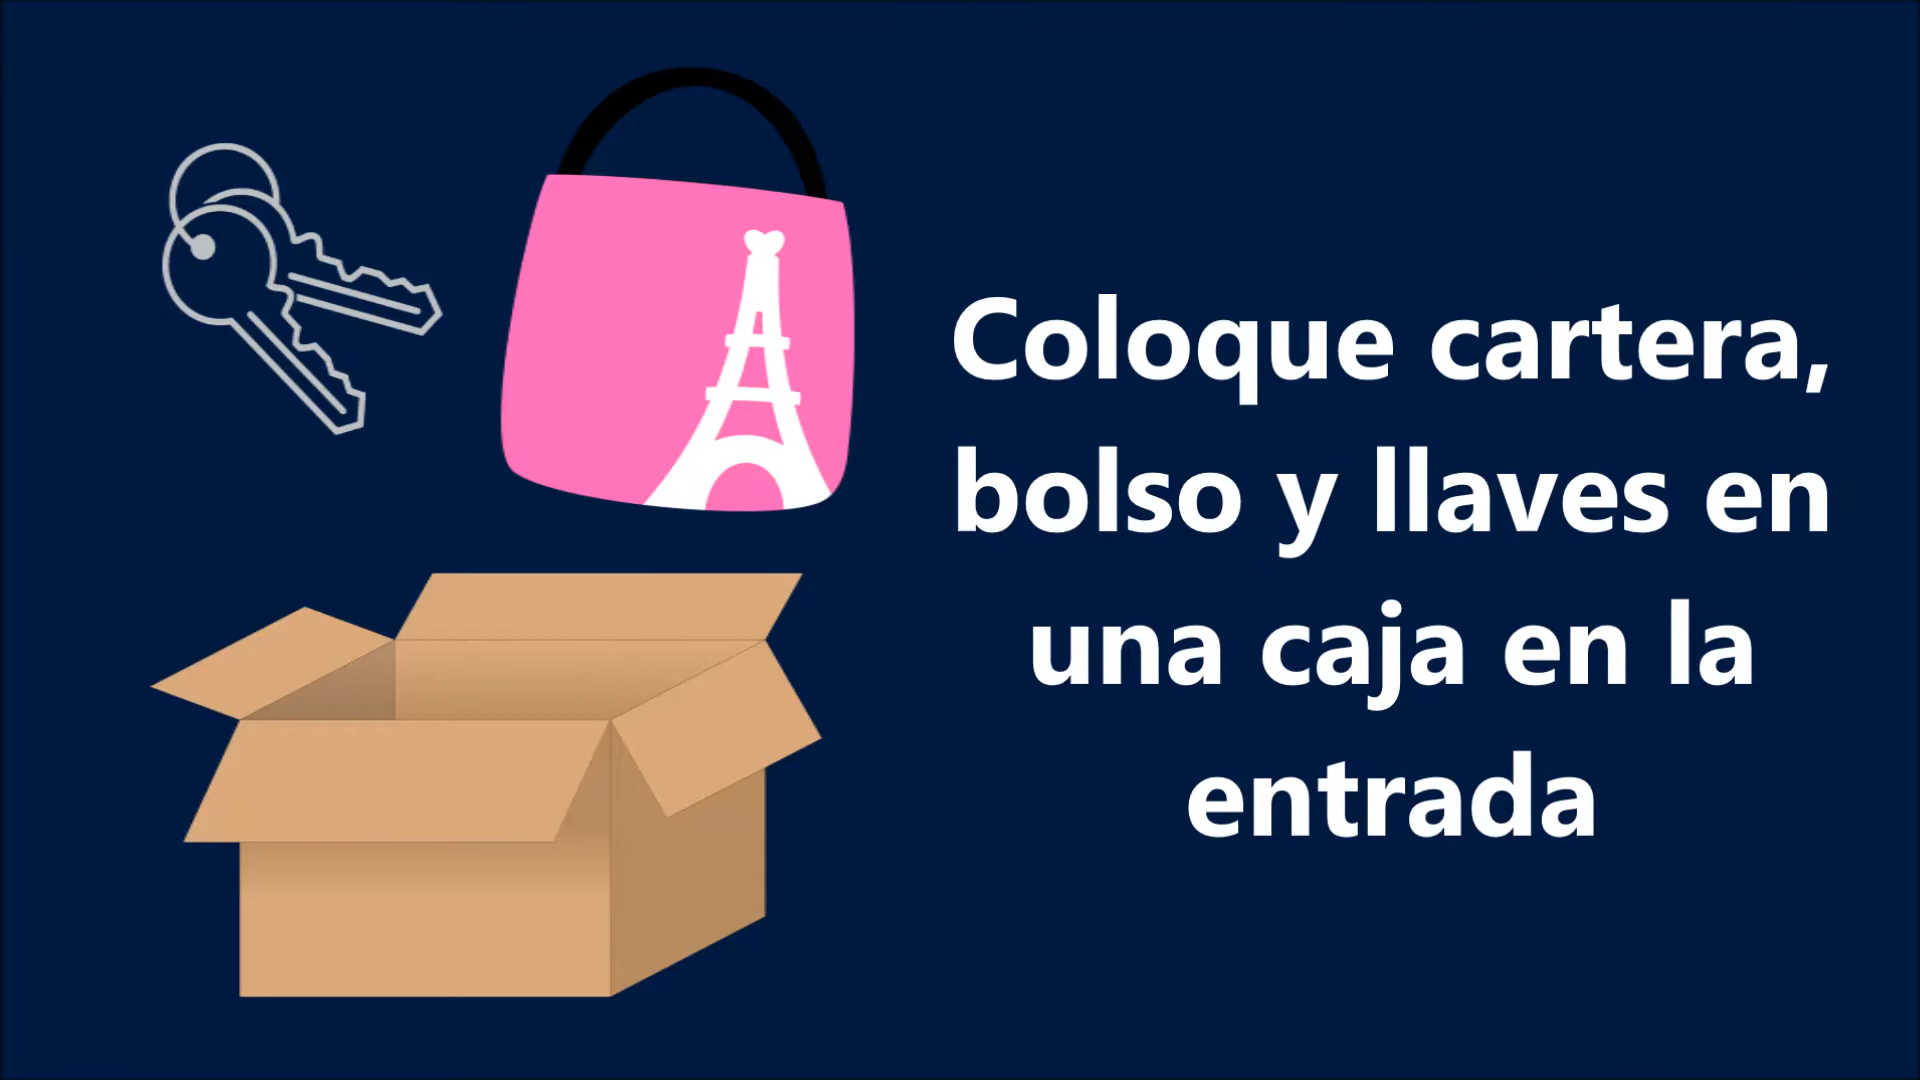 Coloque cartera,
bolso y llaves en
una caja en la
entrada